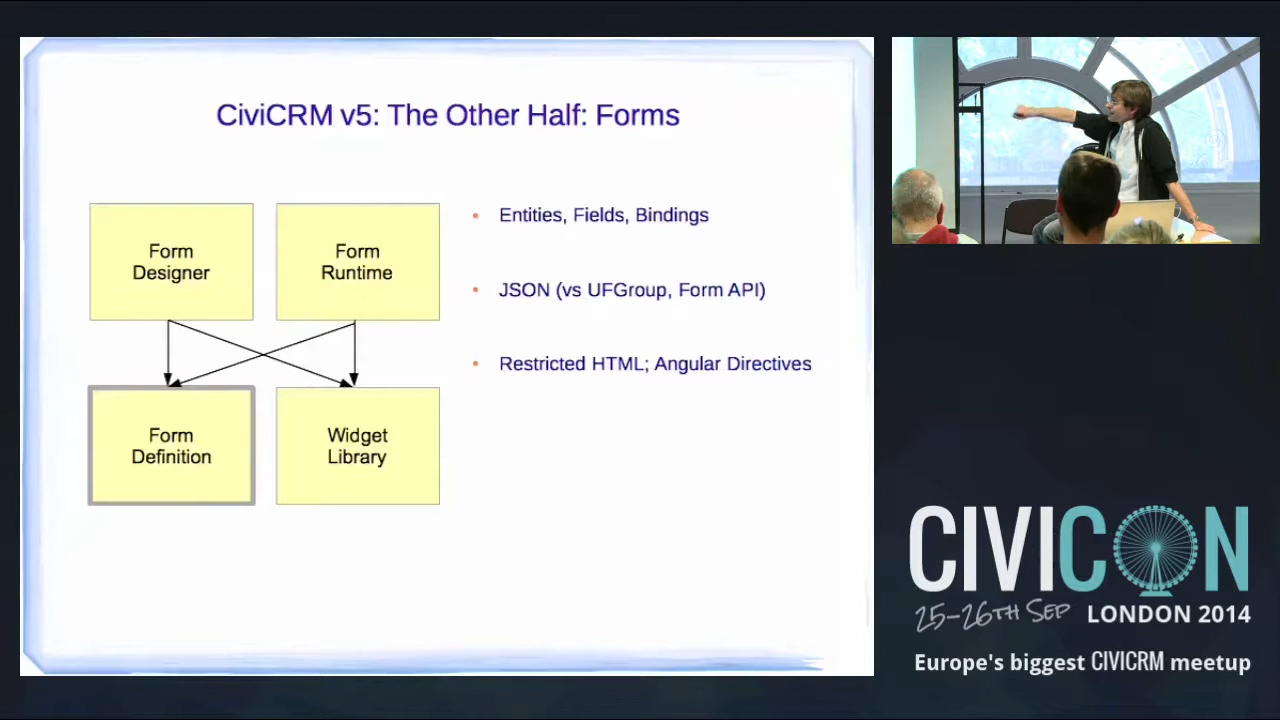 CiviCRM v5: The Other Half: Forms
Form
Designer
Form
Runtime
Form
Definition
Widget
Library
• Entities, Fields, Bindings
• JSON (vs UFGroup, Form API)
• Restricted HTML; Angular Directives
CIVICON
25-26TH SEP LONDON 2014
Europe's biggest CIVICRM meetup